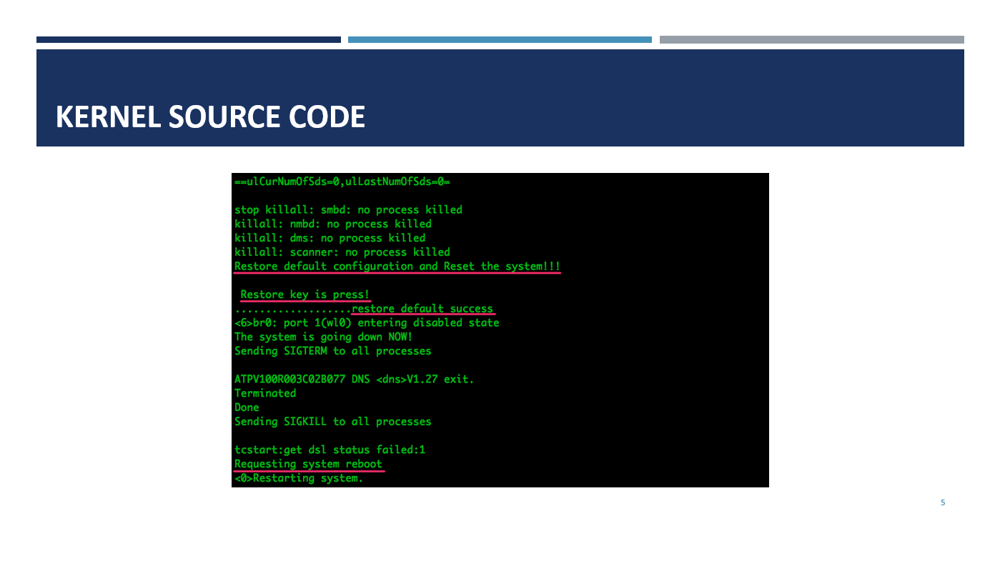 KERNEL SOURCE CODE
==ulCurNumOfSds=0,ulLastNumOfSds=0=
stop killall: smbd: no process killed
killall: nmbd: no process killed
killall: dms: no process killed
killall: scanner: no process killed
Restore default configuration and Reset the system!!!
Restore key is press!
...................restore default success
<6>br0: port 1(wl0) entering disabled state
The system is going down NOW!
Sending SIGTERM to all processes
ATPV100R003C02B077 DNS <dns>V1.27 exit.
Terminated
Done
Sending SIGKILL to all processes
tcstart:get dsl status failed:1
Requesting system reboot
<0>Restarting system.
5